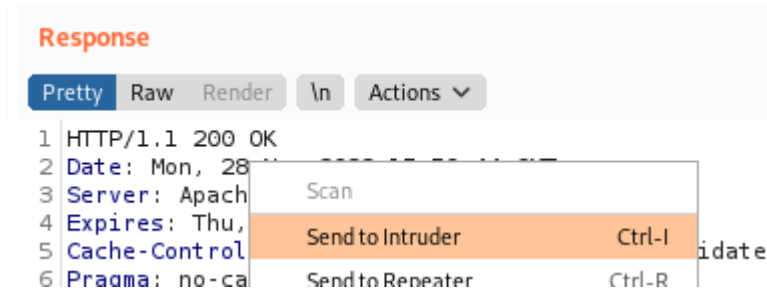 Response
Pretty Raw Render \n Actions
1 HTTP/1.1 200 OK
2 Date: Mon, 28
3 Server: Apach
Scan
4 Expires: Thu,
Send to Intruder Ctrl-I
5 Cache-Control idate
6 Pragma: no-ca
Send to Repeater Ctrl-R